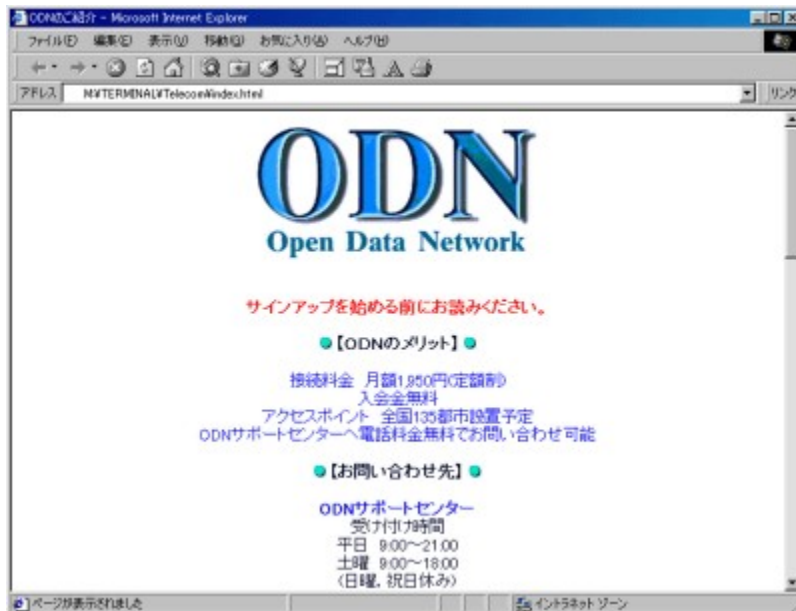 ODNのご紹介 - Microsoft Internet Explorer
ファイル(F) 編集(E) 表示(V) 移動(G) お気に入り(A) ヘルプ(H)
アドレス M:¥TERMINAL¥Telecom¥index.html リンク
ODN
Open Data Network
サインアップを始める前にお読みください。
【ODNのメリット】
接続料金 月額1,950円(定額制)
入会金無料
アクセスポイント 全国135都市設置予定
ODNサポートセンターへ電話料金無料でお問い合わせ可能
【お問い合わせ先】
ODNサポートセンター
受け付け時間
平日 9:00～21:00
土曜 9:00～18:00
(日曜, 祝日休み)
ページが表示されました イントラネット ゾーン